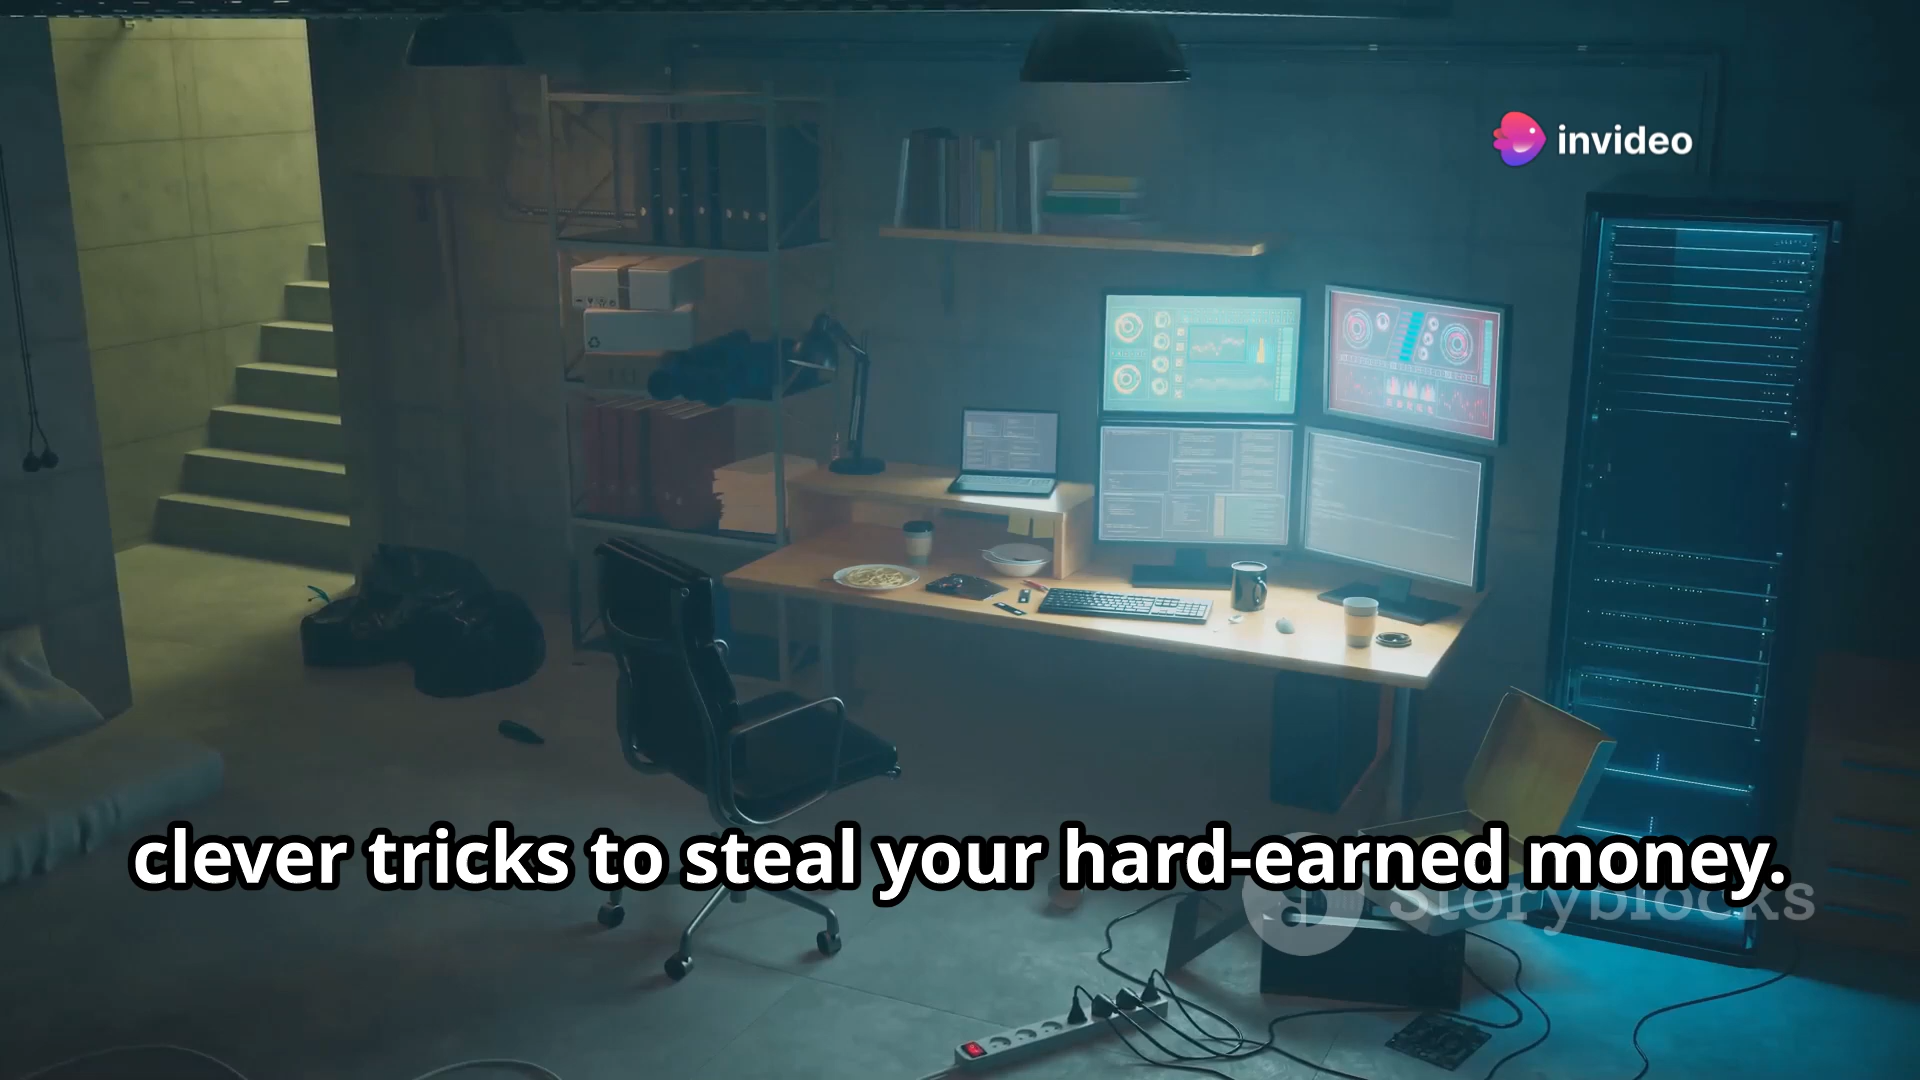 invideo
clever tricks to steal your hard-earned money.
Storyblocks